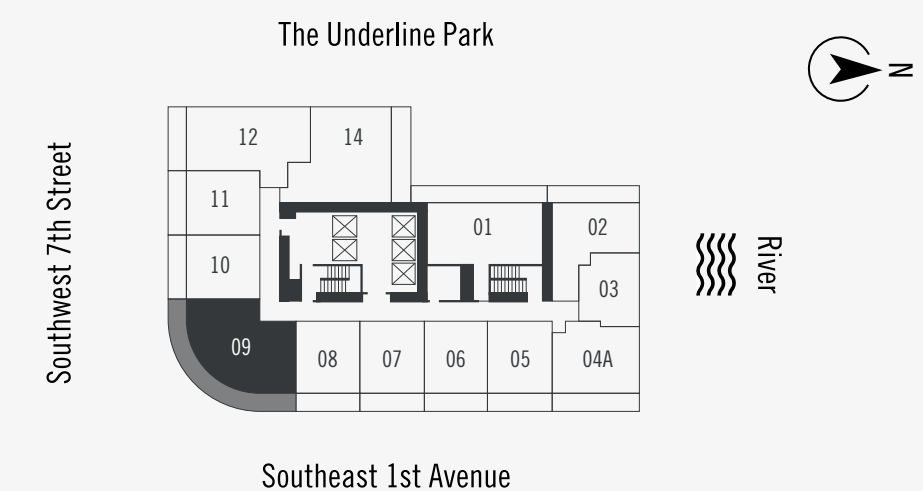 The Underline Park
N
Southwest 7th Street
12
14
11
01
02
10
03
09
08
07
06
05
04A
River
Southeast 1st Avenue